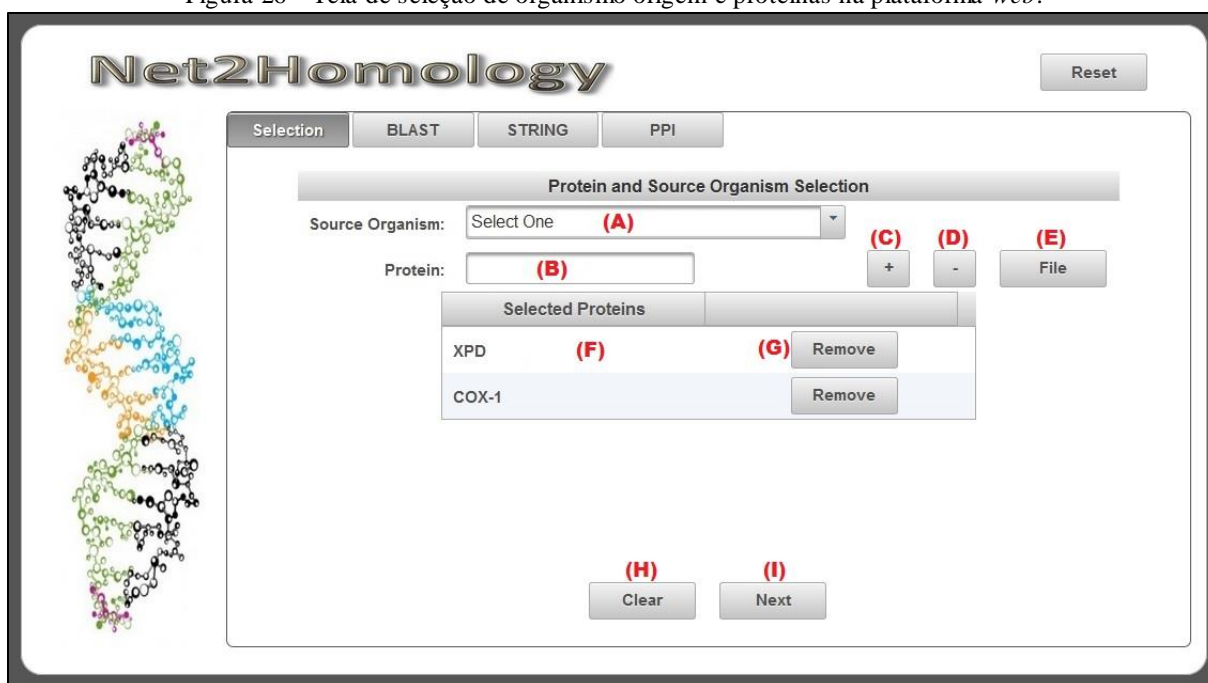 Figura 28 – Tela de seleção de organismo origem e proteínas na plataforma web.
Net2Homology
Reset
Selection BLAST STRING PPI
Protein and Source Organism Selection
Source Organism: Select One (A)
(C) (D) (E)
Protein: (B) + - File
Selected Proteins
XPD (F) (G) Remove
COX-1 Remove
(H) (I)
Clear Next